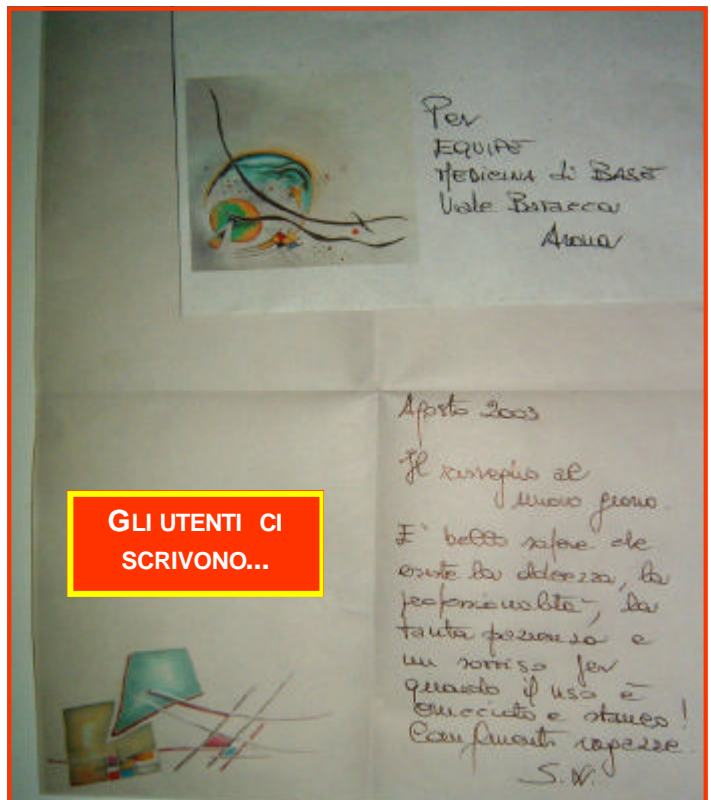 Per
EQUIPE
MEDICINA di BASE
Viale Baracca
Arona
Agosto 2003
Il risveglio al
nuovo giorno.
E' bello sapere che
esiste la dolcezza, la
professionalità, la
tanta pazienza e
un sorriso per
quando il viso è
corrucciato e stanco!
Complimenti ragazze
S.W.
GLI UTENTI CI
SCRIVONO...